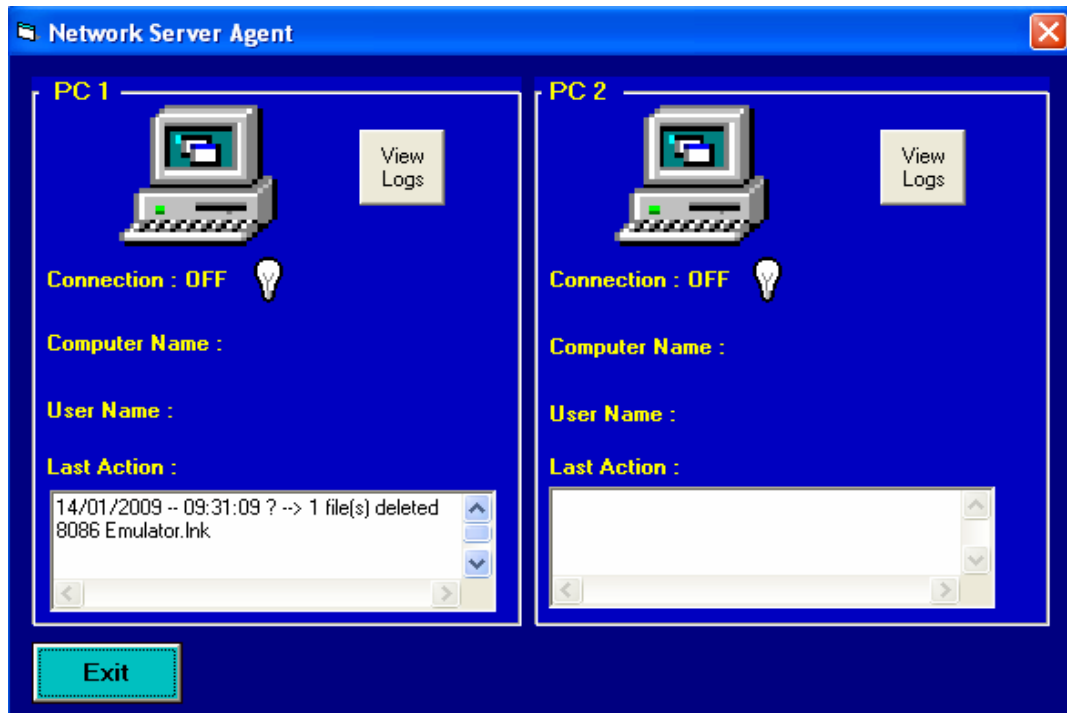 Network Server Agent
PC 1
View
Logs
Connection : OFF
Computer Name :
User Name :
Last Action :
14/01/2009 -- 09:31:09 ? --> 1 file(s) deleted
8086 Emulator.lnk
PC 2
View
Logs
Connection : OFF
Computer Name :
User Name :
Last Action :
Exit